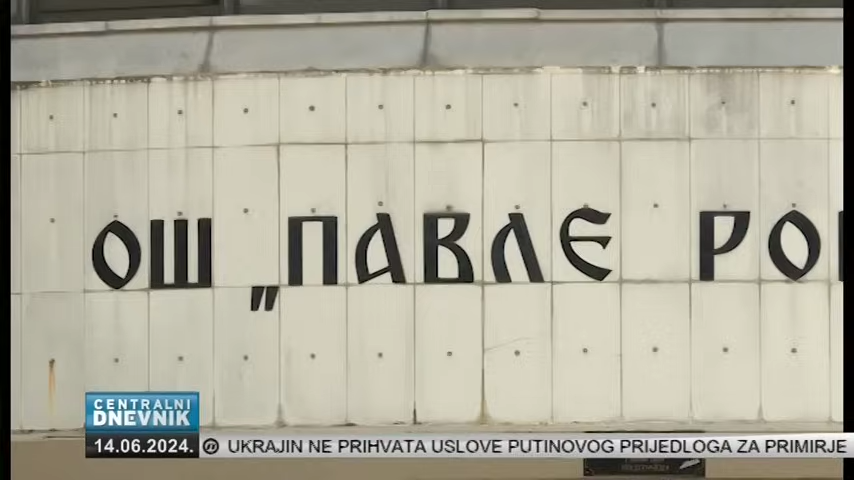 ОШ „ПАВЛЕ РО
CENTRALNI
DNEVNIK
14.06.2024.
UKRAJIN NE PRIHVATA USLOVE PUTINOVOG PRIJEDLOGA ZA PRIMIRJE